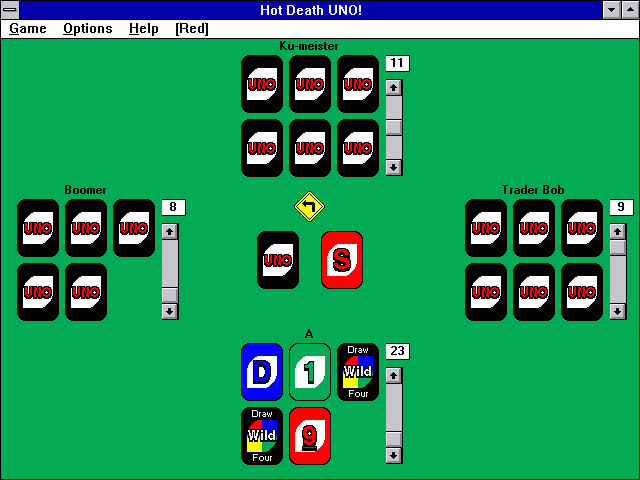 Hot Death UNO!
Game Options Help [Red]
Ku-meister
11
UNO UNO UNO
UNO UNO UNO
Boomer
8
UNO UNO UNO
UNO UNO
Trader Bob
9
UNO UNO UNO
UNO UNO UNO
UNO S
A
23
D 1 Draw Wild Four
Draw Wild Four 9